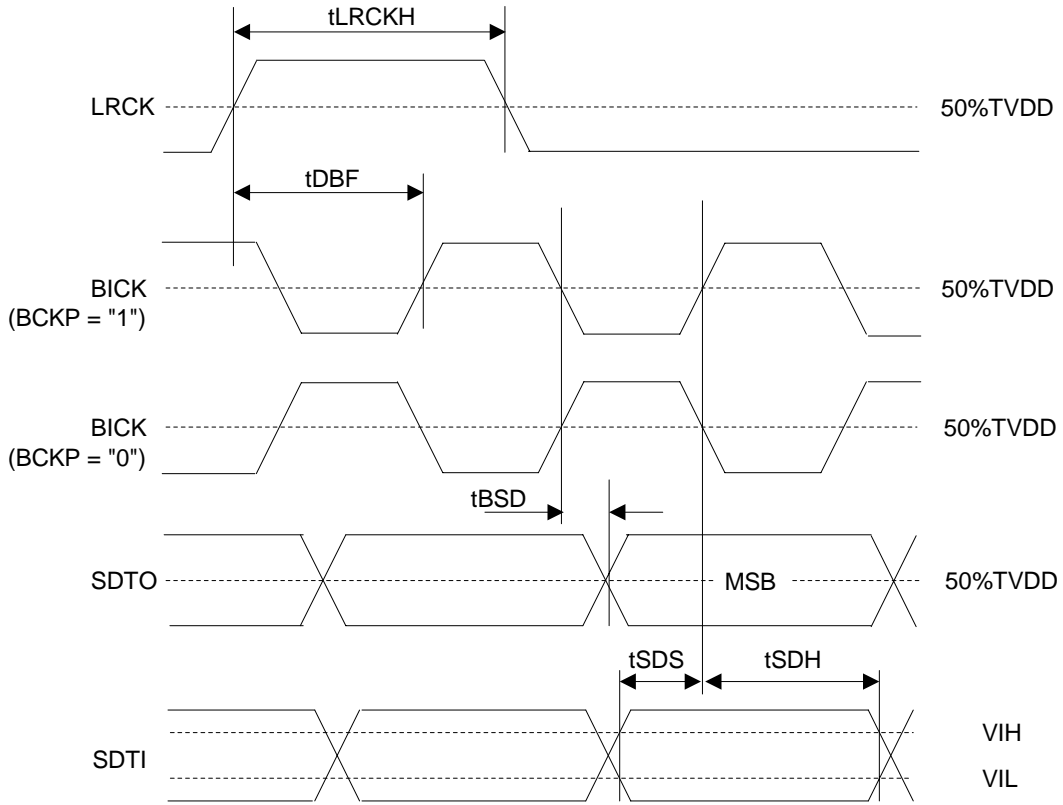 tLRCKH
LRCK 50%TVDD
tDBF
BICK 50%TVDD
(BCKP = "1")
BICK 50%TVDD
(BCKP = "0")
tBSD
SDTO MSB 50%TVDD
tSDS tSDH
VIH
SDTI
VIL